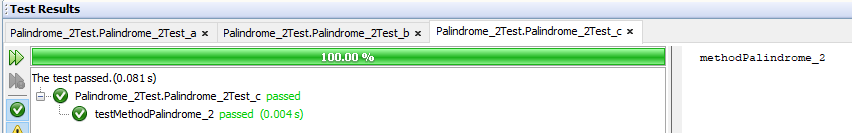 Test Results
Palindrome_2Test.Palindrome_2Test_a × Palindrome_2Test.Palindrome_2Test_b × Palindrome_2Test.Palindrome_2Test_c ×
100.00 %
The test passed.(0.081 s)
Palindrome_2Test.Palindrome_2Test_c passed
testMethodPalindrome_2 passed (0.004 s)
methodPalindrome_2